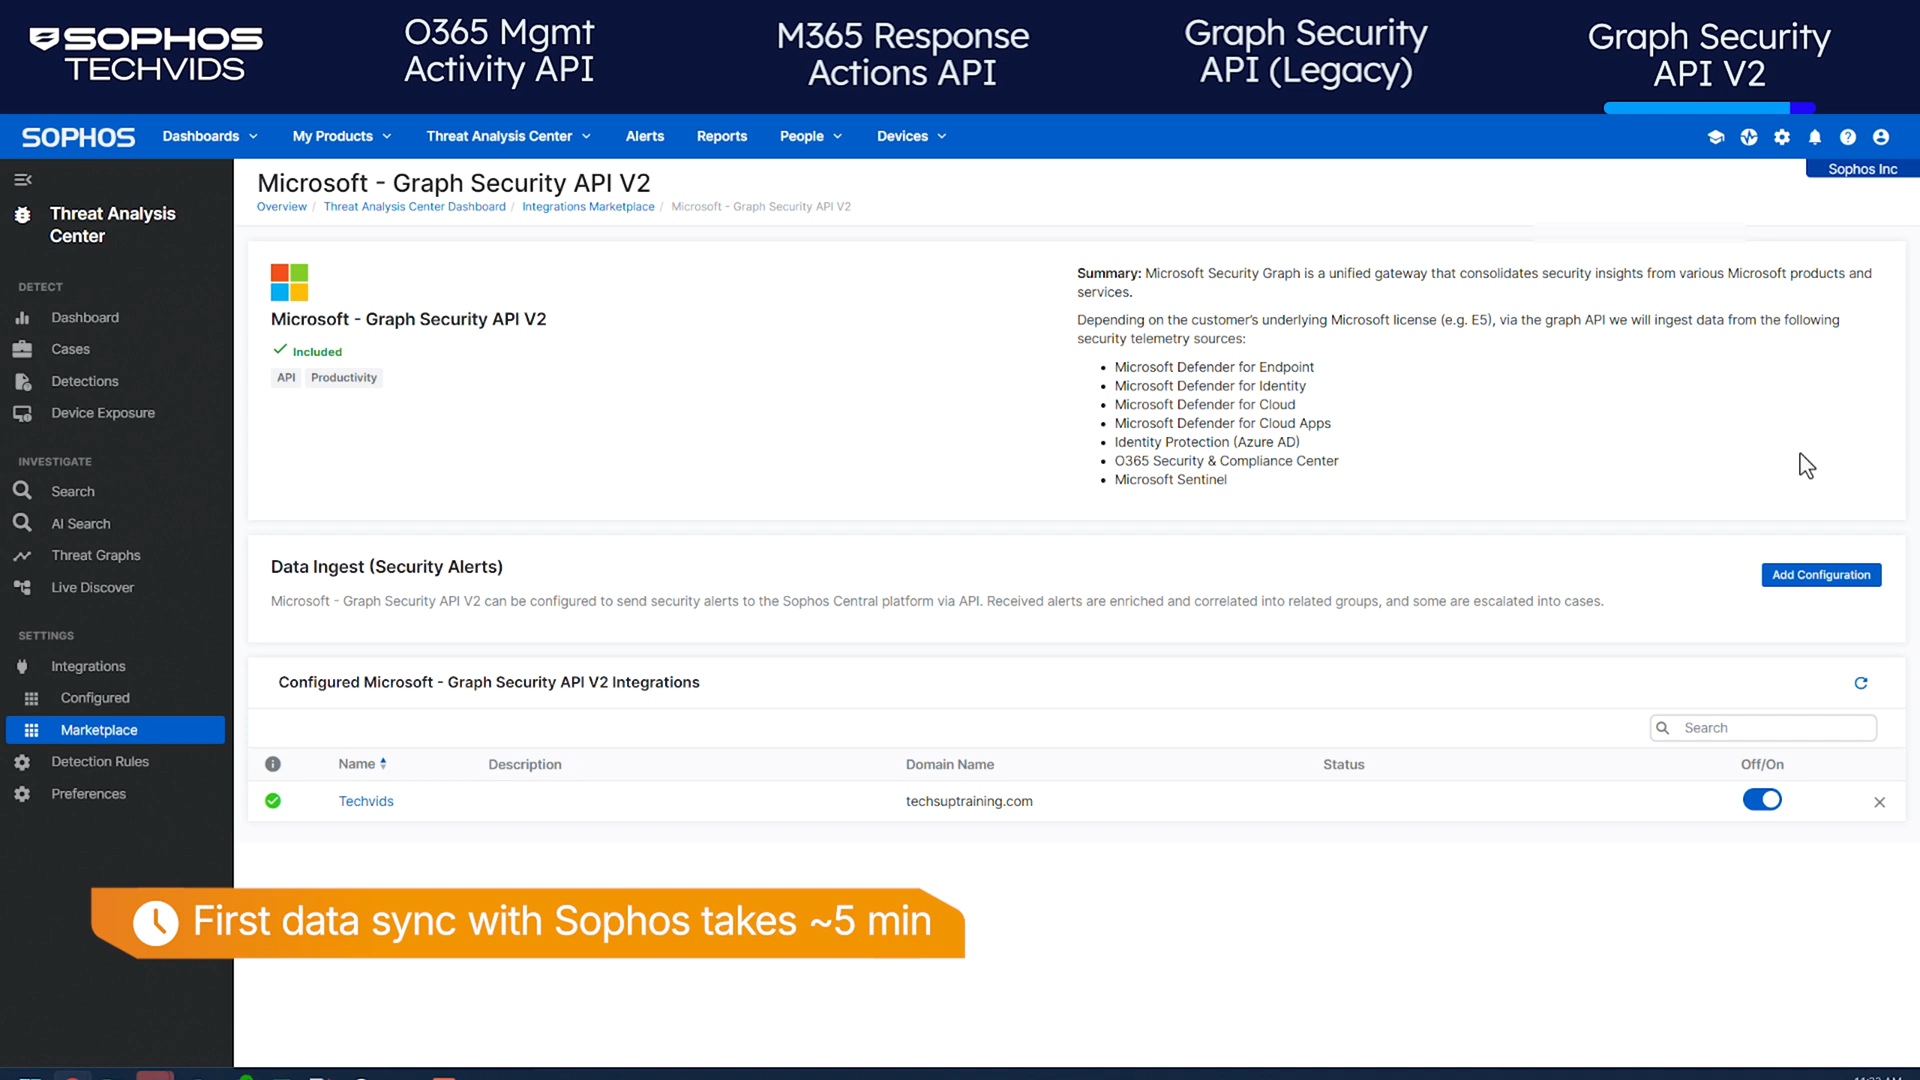 SOPHOS
TECHVIDS
O365 Mgmt
Activity API
M365 Response
Actions API
Graph Security
API (Legacy)
Graph Security
API V2
SOPHOS
Dashboards
My Products
Threat Analysis Center
Alerts
Reports
People
Devices
Sophos Inc
Threat Analysis
Center
DETECT
Dashboard
Cases
Detections
Device Exposure
INVESTIGATE
Search
AI Search
Threat Graphs
Live Discover
SETTINGS
Integrations
Configured
Marketplace
Detection Rules
Preferences
Microsoft - Graph Security API V2
Overview / Threat Analysis Center Dashboard / Integrations Marketplace / Microsoft - Graph Security API V2
Microsoft - Graph Security API V2
Included
API Productivity
Summary: Microsoft Security Graph is a unified gateway that consolidates security insights from various Microsoft products and
services.
Depending on the customer's underlying Microsoft license (e.g. E5), via the graph API we will ingest data from the following
security telemetry sources:
• Microsoft Defender for Endpoint
• Microsoft Defender for Identity
• Microsoft Defender for Cloud
• Microsoft Defender for Cloud Apps
• Identity Protection (Azure AD)
• O365 Security & Compliance Center
• Microsoft Sentinel
Data Ingest (Security Alerts)
Add Configuration
Microsoft - Graph Security API V2 can be configured to send security alerts to the Sophos Central platform via API. Received alerts are enriched and correlated into related groups, and some are escalated into cases.
Configured Microsoft - Graph Security API V2 Integrations
Search
Name Description Domain Name Status Off/On
Techvids techsuptraining.com
First data sync with Sophos takes ~5 min